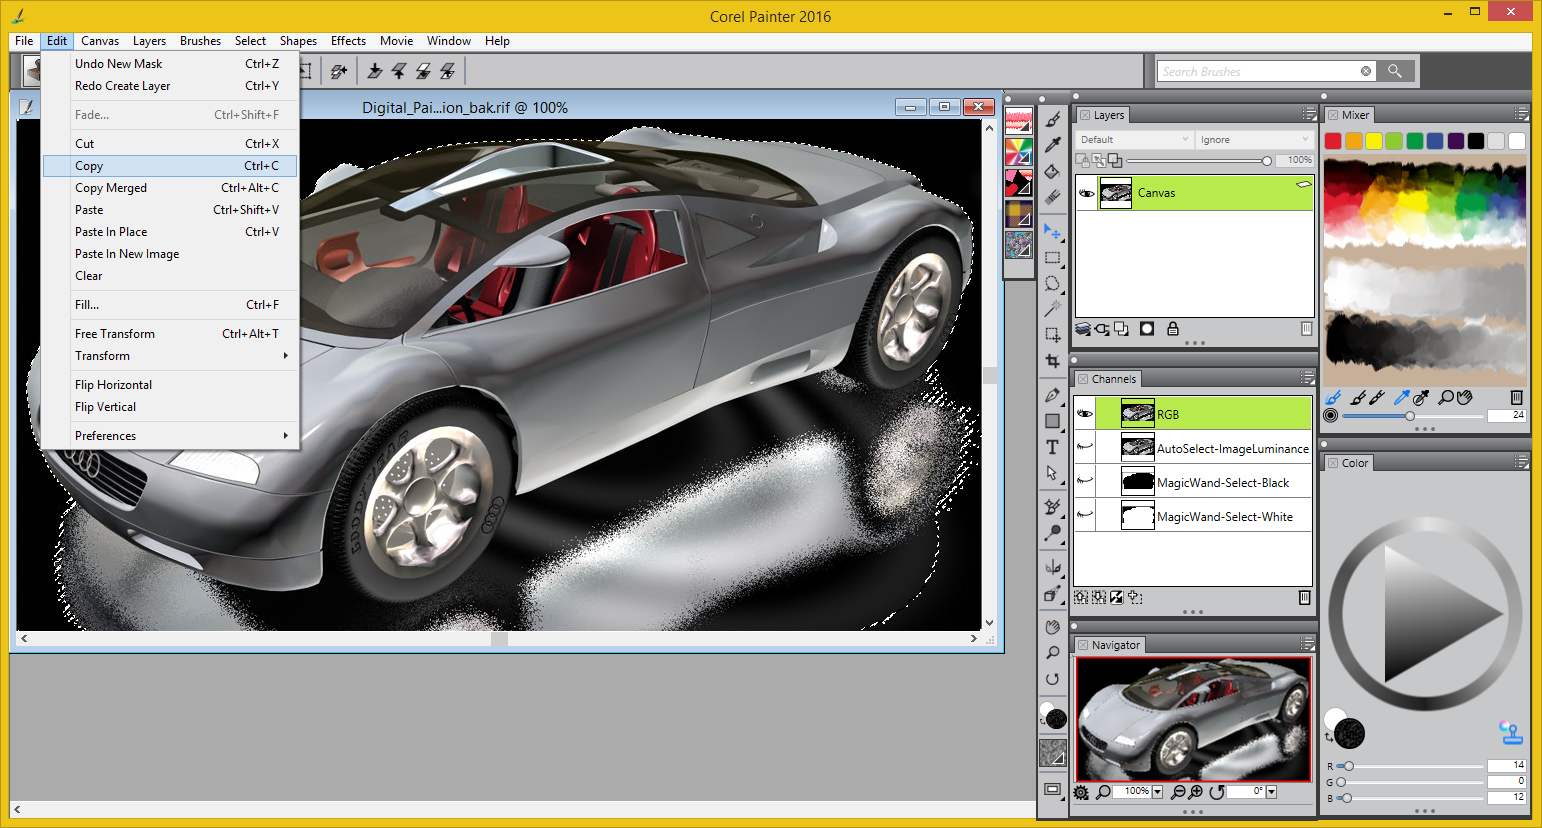 Corel Painter 2016
File Edit Canvas Layers Brushes Select Shapes Effects Movie Window Help
Undo New Mask Ctrl+Z
Redo Create Layer Ctrl+Y
Fade... Ctrl+Shift+F
Cut Ctrl+X
Copy Ctrl+C
Copy Merged Ctrl+Alt+C
Paste Ctrl+Shift+V
Paste In Place Ctrl+V
Paste In New Image
Clear
Fill... Ctrl+F
Free Transform Ctrl+Alt+T
Transform
Flip Horizontal
Flip Vertical
Preferences
Search Brushes
Digital_Pai...ion_bak.rif @ 100%
Layers
Default Ignore
100%
Canvas
Channels
RGB
AutoSelect-ImageLuminance
MagicWand-Select-Black
MagicWand-Select-White
Navigator
100% 0°
Mixer
24
Color
R 14
G 0
B 12
T